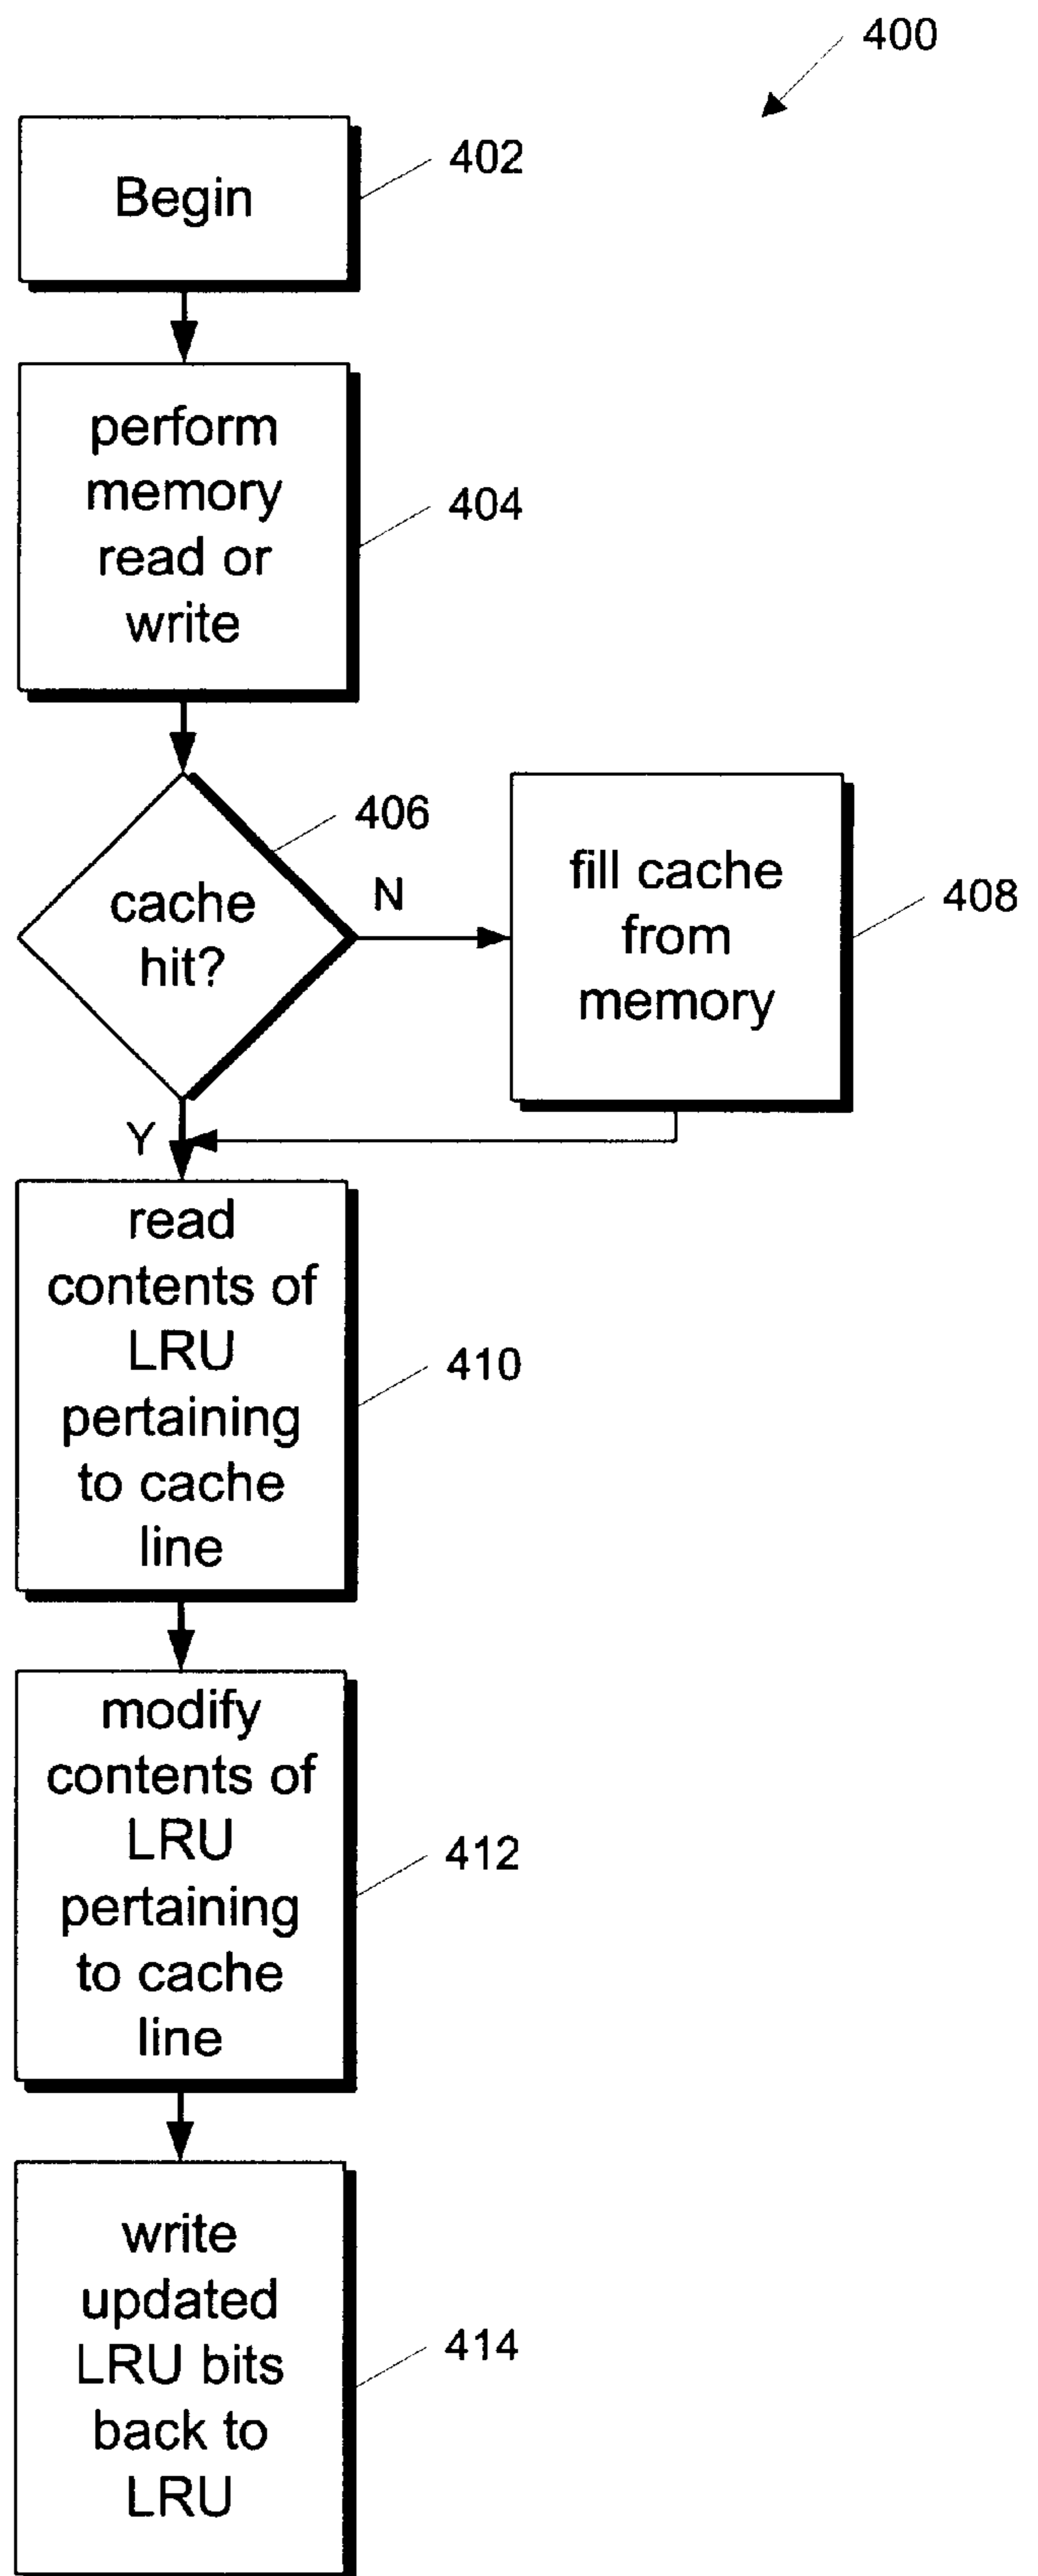 400
Begin
402
perform
memory
read or
write
404
cache
hit?
406
N
Y
fill cache
from
memory
408
read
contents of
LRU
pertaining
to cache
line
410
modify
contents of
LRU
pertaining
to cache
line
412
write
updated
LRU bits
back to
LRU
414